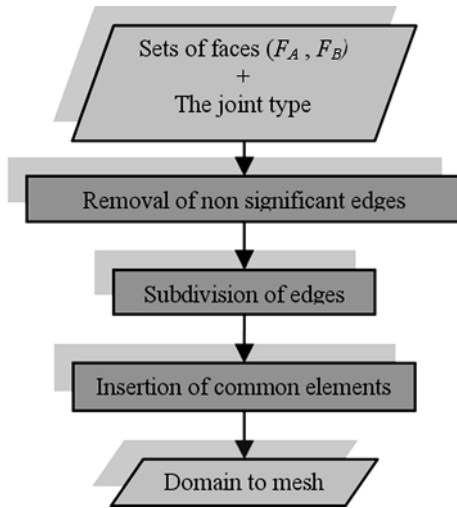 Sets of faces (F_A , F_B)
+
The joint type
Removal of non significant edges
Subdivision of edges
Insertion of common elements
Domain to mesh